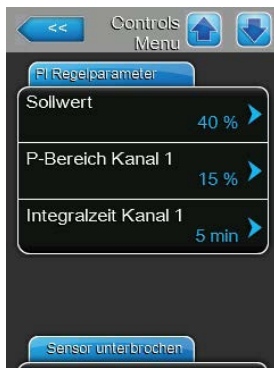 <<
Controls
Menu
PI Regelparameter
Sollwert
40 %
P-Bereich Kanal 1
15 %
Integralzeit Kanal 1
5 min
Sensor unterbrochen